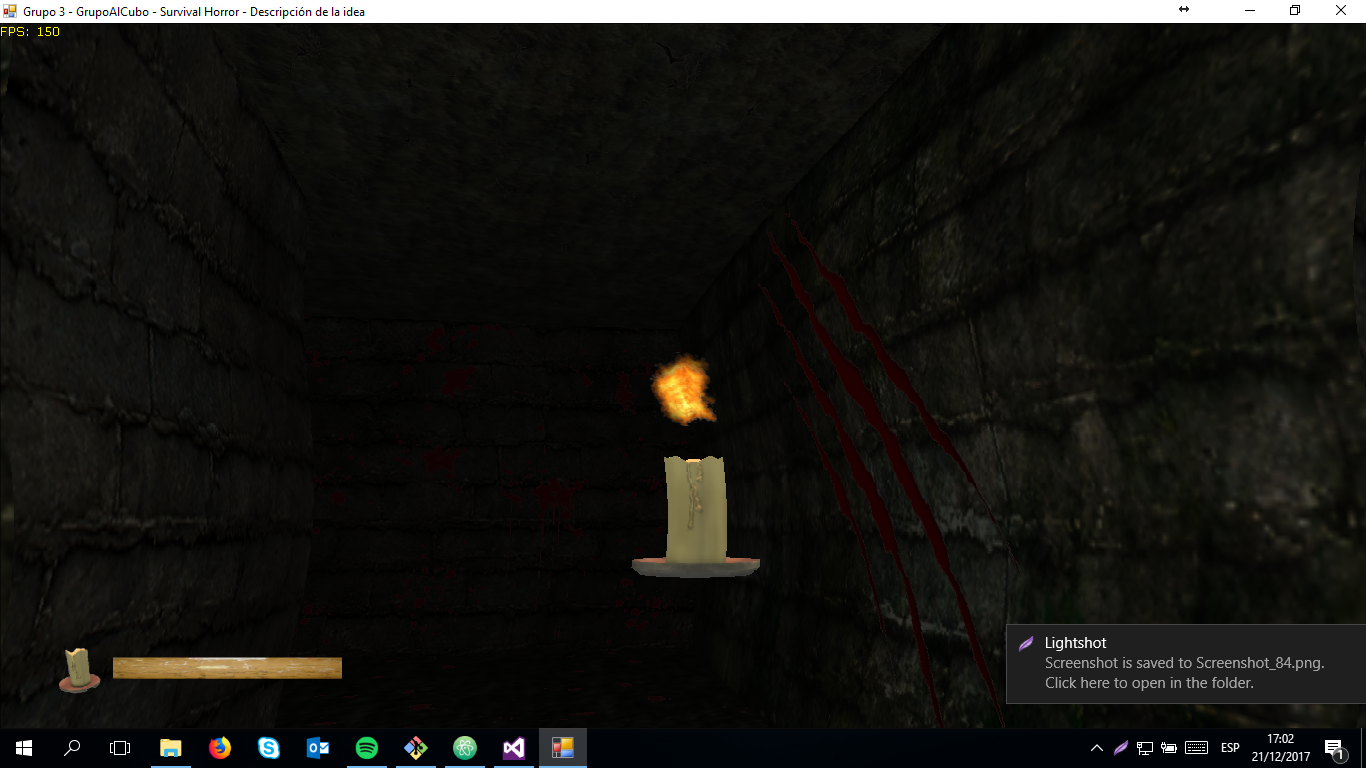 Grupo 3 - GrupoAlCubo - Survival Horror - Descripción de la idea
FPS: 150
Lightshot
Screenshot is saved to Screenshot_84.png.
Click here to open in the folder.
ESP
17:02
21/12/2017
1